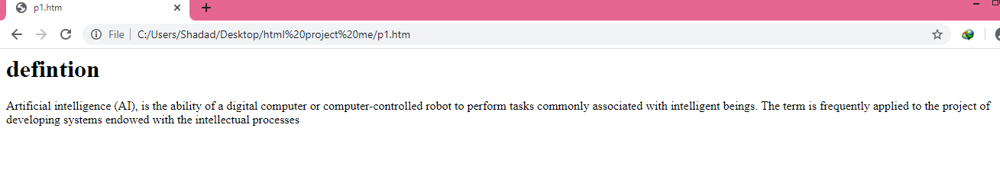 p1.htm
File C:/Users/Shadad/Desktop/html%20project%20me/p1.htm
defintion
Artificial intelligence (AI), is the ability of a digital computer or computer-controlled robot to perform tasks commonly associated with intelligent beings. The term is frequently applied to the project of
developing systems endowed with the intellectual processes